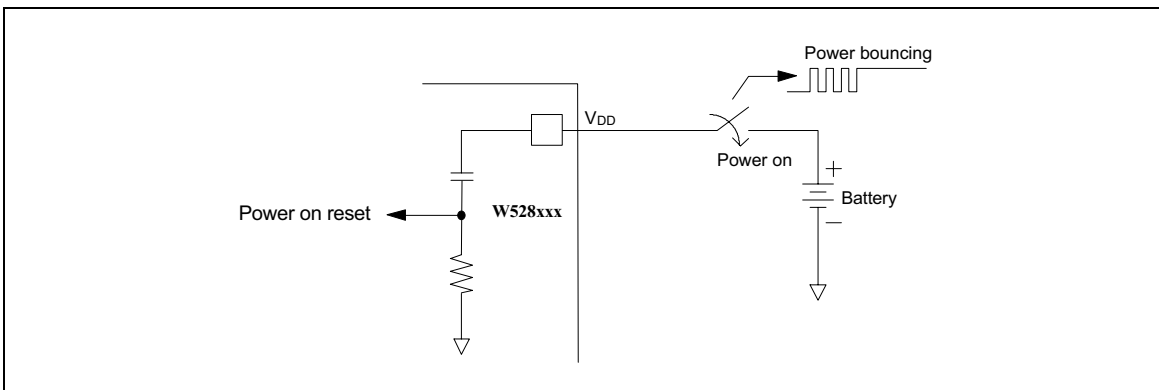 Power bouncing
VDD
Power on
+
Battery
–
Power on reset
W528xxx